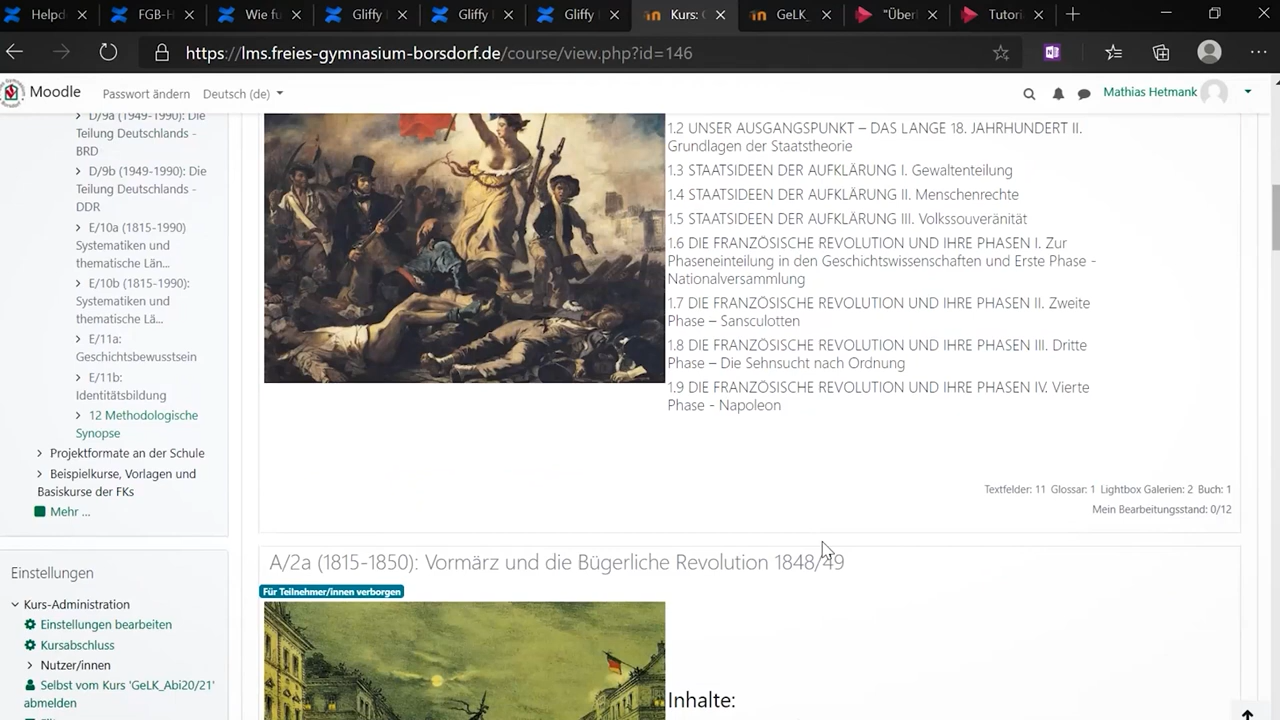 Helpde
FGB-H
Wie fu
Gliffy
Gliffy
Gliffy
Kurs:
GeLK_
"Über
Tutori
https://lms.freies-gymnasium-borsdorf.de/course/view.php?id=146
Moodle
Passwort ändern
Deutsch (de)
Mathias Hetmank
D/9a (1949-1990): Die
Teilung Deutschlands -
BRD
D/9b (1949-1990): Die
Teilung Deutschlands -
DDR
E/10a (1815-1990)
Systematiken und
thematische Län...
E/10b (1815-1990):
Systematiken und
thematische Lä...
E/11a:
Geschichtsbewusstsein
E/11b:
Identitätsbildung
12 Methodologische
Synopse
Projektformate an der Schule
Beispielkurse, Vorlagen und
Basiskurse der FKs
Mehr ...
Einstellungen
Kurs-Administration
Einstellungen bearbeiten
Kursabschluss
Nutzer/innen
Selbst vom Kurs 'GeLK_Abi20/21'
abmelden
1.2 UNSER AUSGANGSPUNKT – DAS LANGE 18. JAHRHUNDERT II.
Grundlagen der Staatstheorie
1.3 STAATSIDEEN DER AUFKLÄRUNG I. Gewaltenteilung
1.4 STAATSIDEEN DER AUFKLÄRUNG II. Menschenrechte
1.5 STAATSIDEEN DER AUFKLÄRUNG III. Volkssouveränität
1.6 DIE FRANZÖSISCHE REVOLUTION UND IHRE PHASEN I. Zur
Phaseneinteilung in den Geschichtswissenschaften und Erste Phase -
Nationalversammlung
1.7 DIE FRANZÖSISCHE REVOLUTION UND IHRE PHASEN II. Zweite
Phase – Sansculotten
1.8 DIE FRANZÖSISCHE REVOLUTION UND IHRE PHASEN III. Dritte
Phase – Die Sehnsucht nach Ordnung
1.9 DIE FRANZÖSISCHE REVOLUTION UND IHRE PHASEN IV. Vierte
Phase - Napoleon
Textfelder: 11 Glossar: 1 Lightbox Galerien: 2 Buch: 1
Mein Bearbeitungsstand: 0/12
A/2a (1815-1850): Vormärz und die Bügerliche Revolution 1848/49
Für Teilnehmer/innen verborgen
Inhalte: